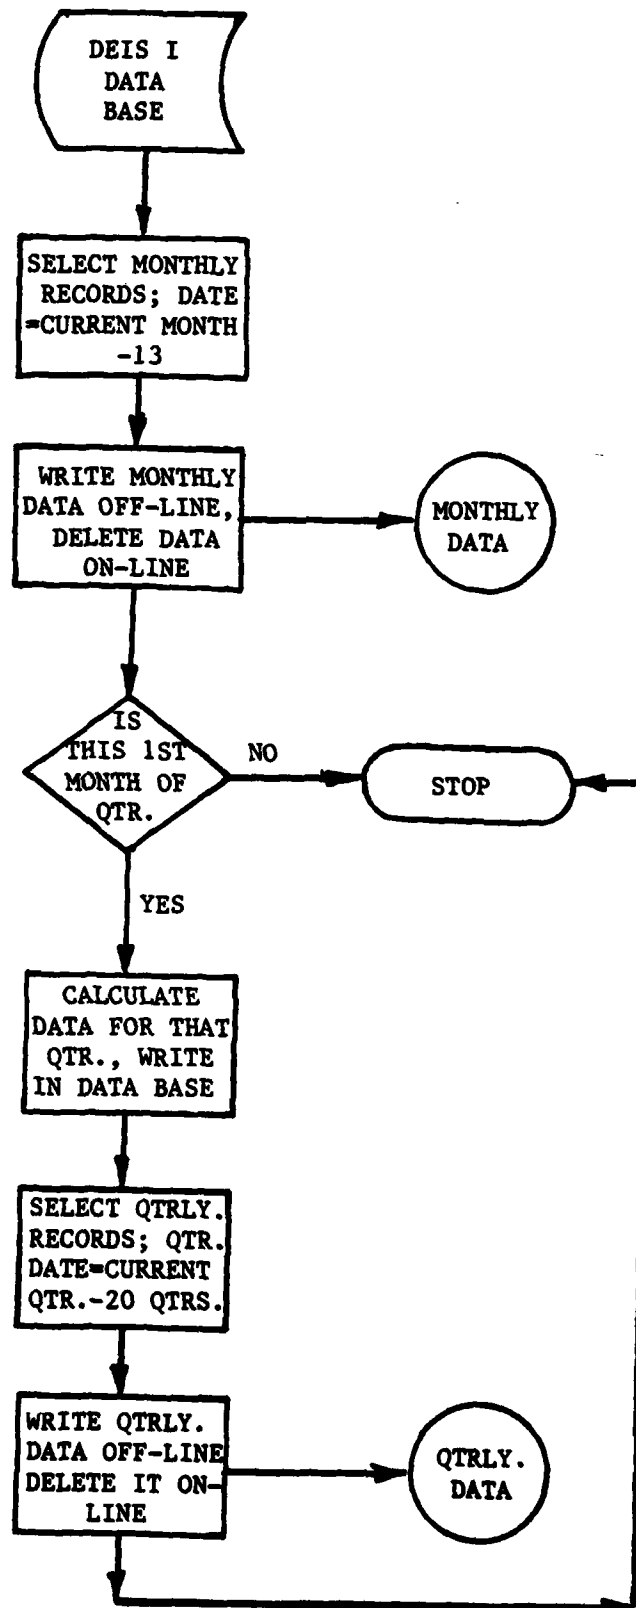 DEIS I
DATA
BASE
SELECT MONTHLY
RECORDS; DATE
=CURRENT MONTH
-13
WRITE MONTHLY
DATA OFF-LINE,
DELETE DATA
ON-LINE
MONTHLY
DATA
IS
THIS 1ST
MONTH OF
QTR.
NO
STOP
YES
CALCULATE
DATA FOR THAT
QTR., WRITE
IN DATA BASE
SELECT QTRLY.
RECORDS; QTR.
DATE=CURRENT
QTR.-20 QTRS.
WRITE QTRLY.
DATA OFF-LINE
DELETE IT ON-
LINE
QTRLY.
DATA